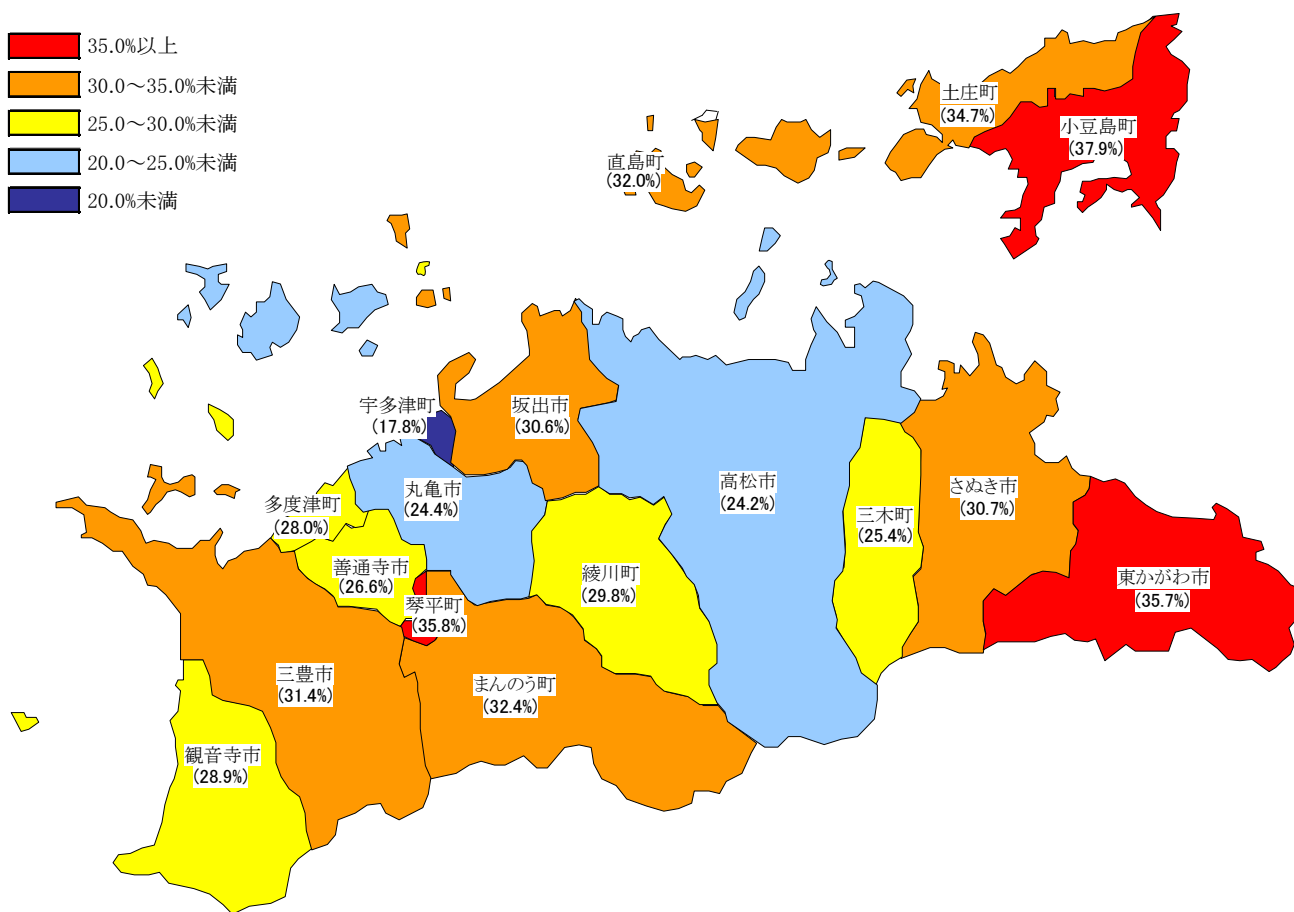 35.0%以上
30.0～35.0%未満
25.0～30.0%未満
20.0～25.0%未満
20.0%未満
土庄町
(34.7%)
小豆島町
(37.9%)
直島町
(32.0%)
宇多津町
(17.8%)
坂出市
(30.6%)
丸亀市
(24.4%)
高松市
(24.2%)
さぬき市
(30.7%)
多度津町
(28.0%)
三木町
(25.4%)
善通寺市
(26.6%)
綾川町
(29.8%)
東かがわ市
(35.7%)
琴平町
(35.8%)
三豊市
(31.4%)
まんのう町
(32.4%)
観音寺市
(28.9%)